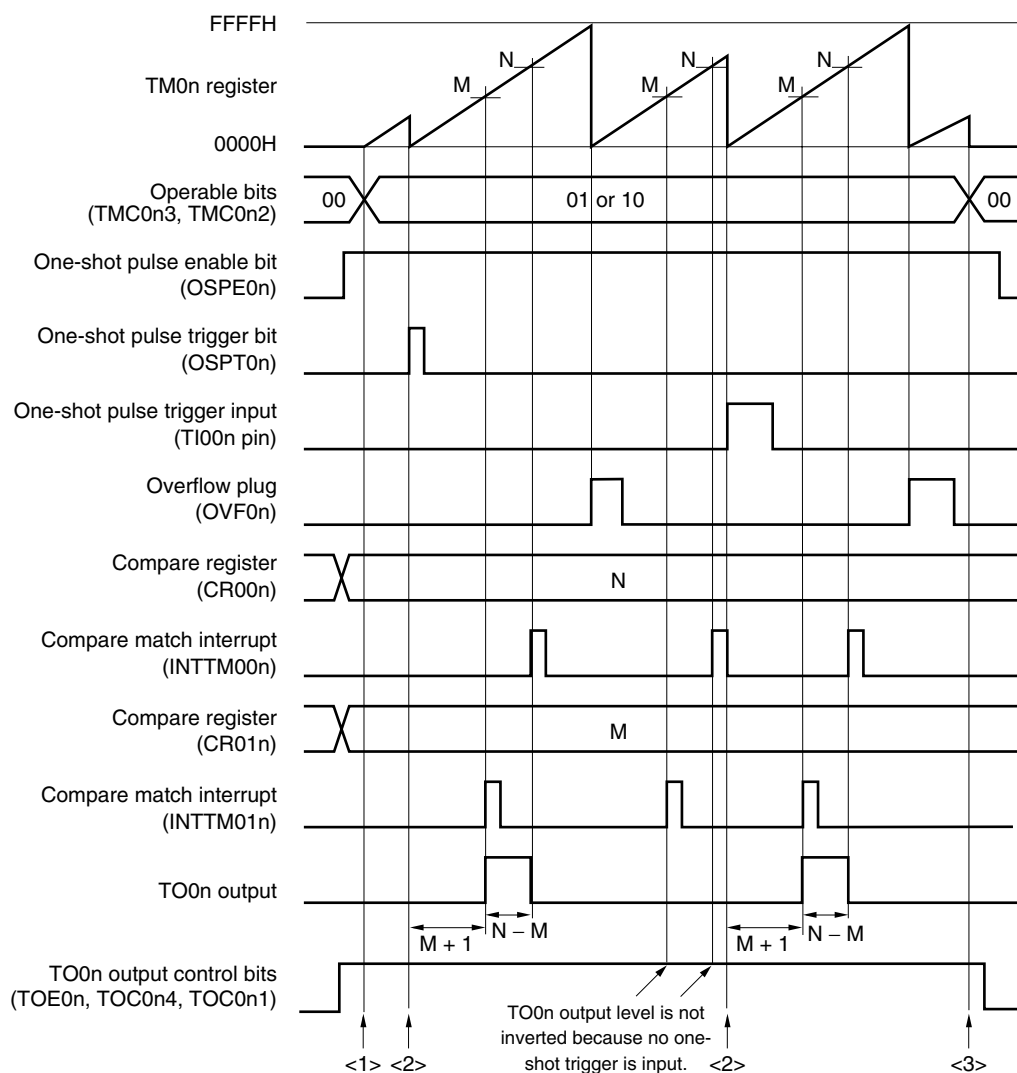 FFFFH
TM0n register
N
M
N
M
N
M
0000H
Operable bits
(TMC0n3, TMC0n2)
00
01 or 10
00
One-shot pulse enable bit
(OSPE0n)
One-shot pulse trigger bit
(OSPT0n)
One-shot pulse trigger input
(TI00n pin)
Overflow plug
(OVF0n)
Compare register
(CR00n)
N
Compare match interrupt
(INTTM00n)
Compare register
(CR01n)
M
Compare match interrupt
(INTTM01n)
TO0n output
M + 1
N − M
M + 1
N − M
TO0n output control bits
(TOE0n, TOC0n4, TOC0n1)
TO0n output level is not
inverted because no one-
shot trigger is input.
<1> <2> <2> <3>